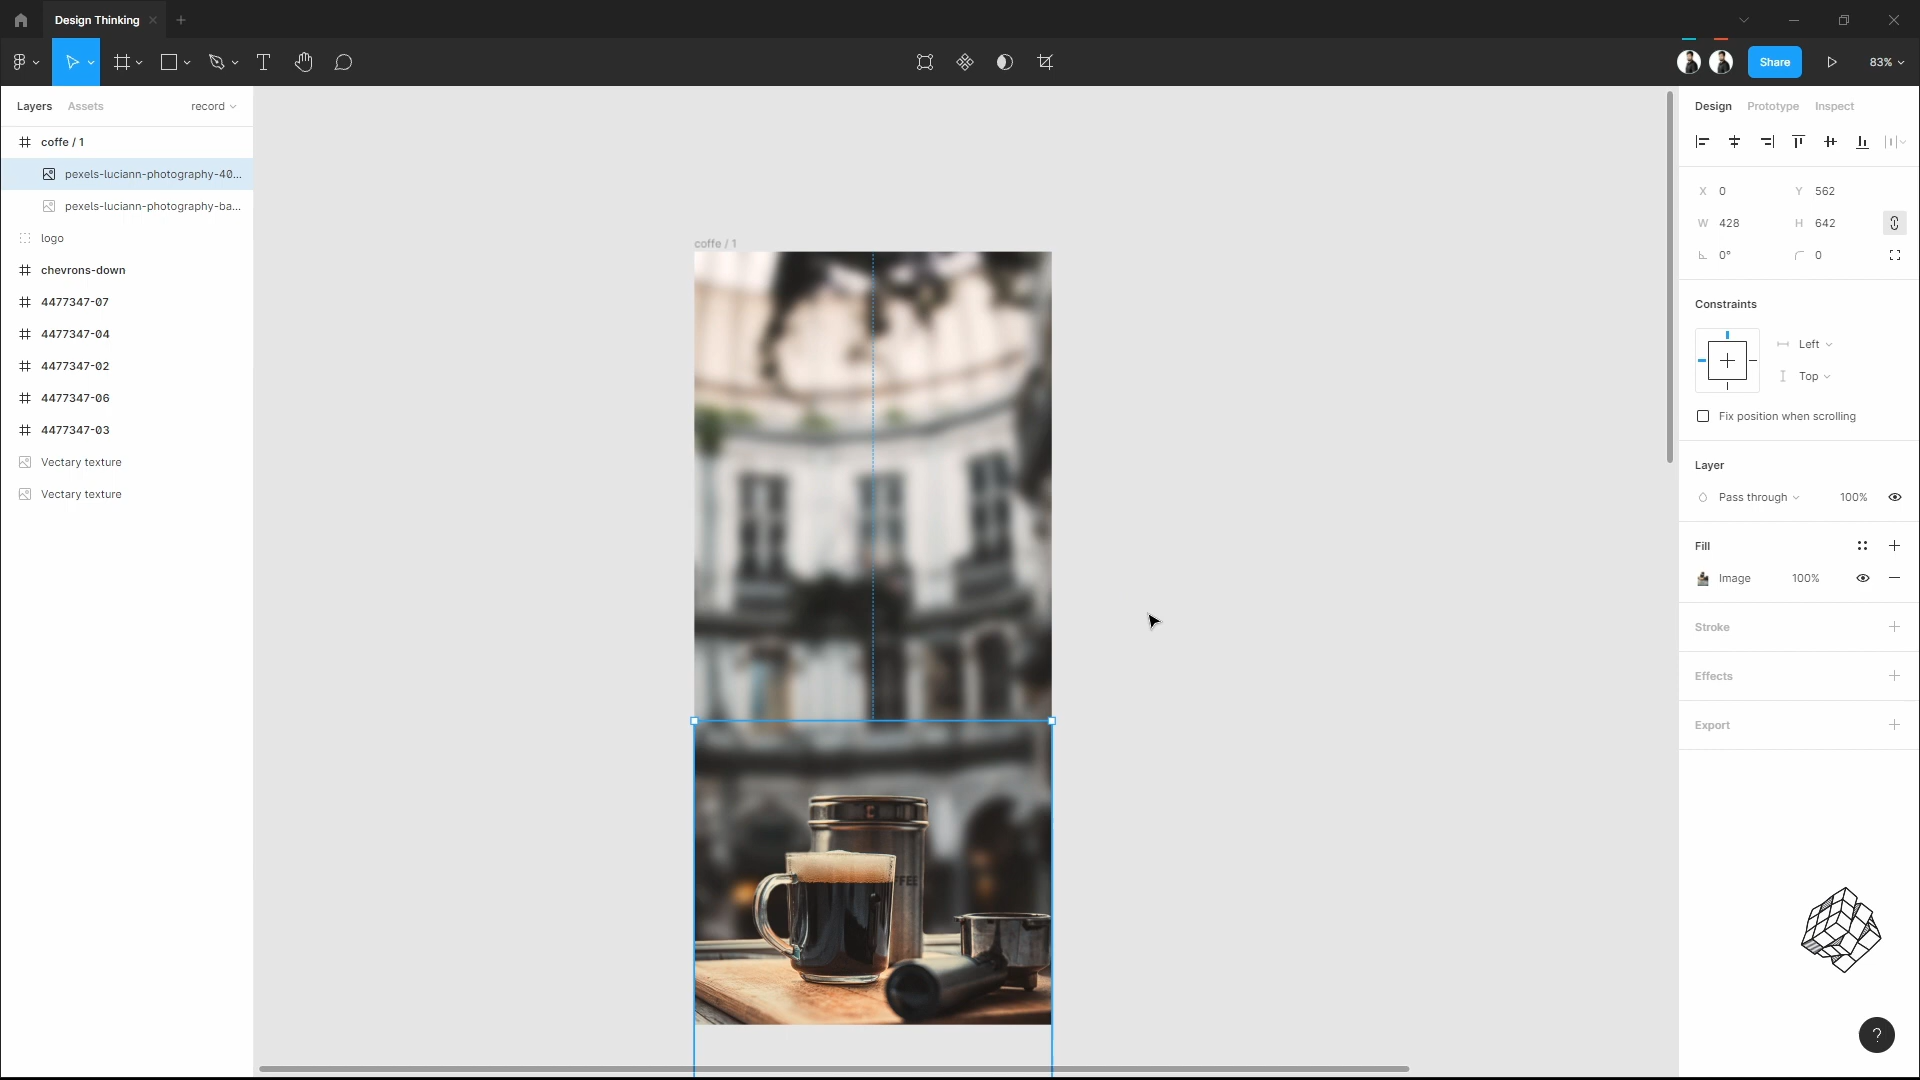 Design Thinking
83%
Share
Layers
Assets
record
coffe / 1
pexels-luciann-photography-40...
pexels-luciann-photography-ba...
logo
chevrons-down
4477347-07
4477347-04
4477347-02
4477347-06
4477347-03
Vectary texture
Vectary texture
coffe / 1
Design
Prototype
Inspect
X 0
Y 562
W 428
H 642
0°
0
Constraints
Left
Top
Fix position when scrolling
Layer
Pass through
100%
Fill
Image
100%
Stroke
Effects
Export
?